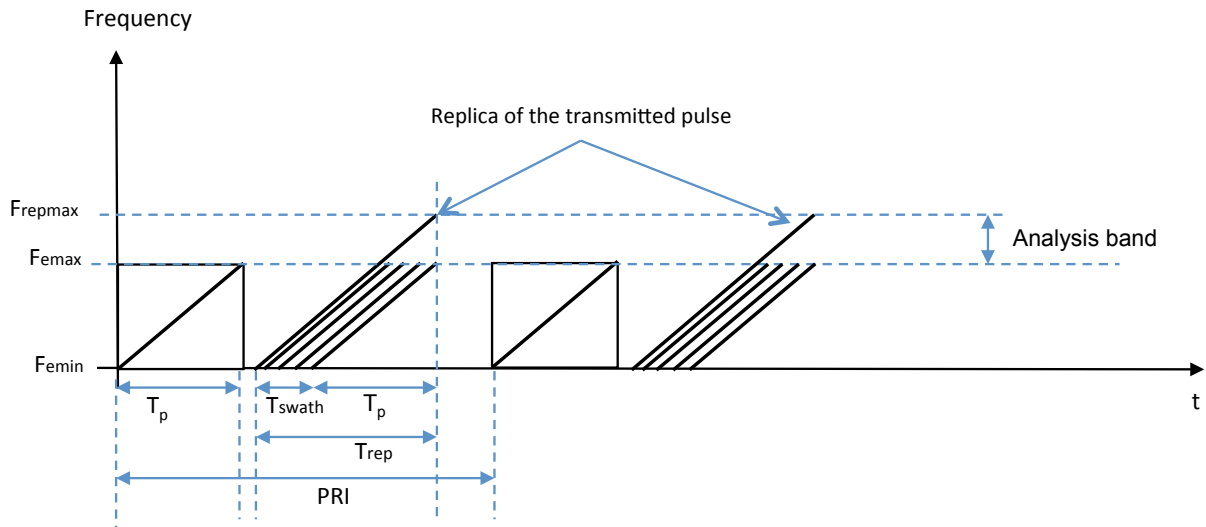 Frequency
Replica of the transmitted pulse
Frepmax
Analysis band
Femax
Femin
Tp
Tswath
Tp
t
Trep
PRI